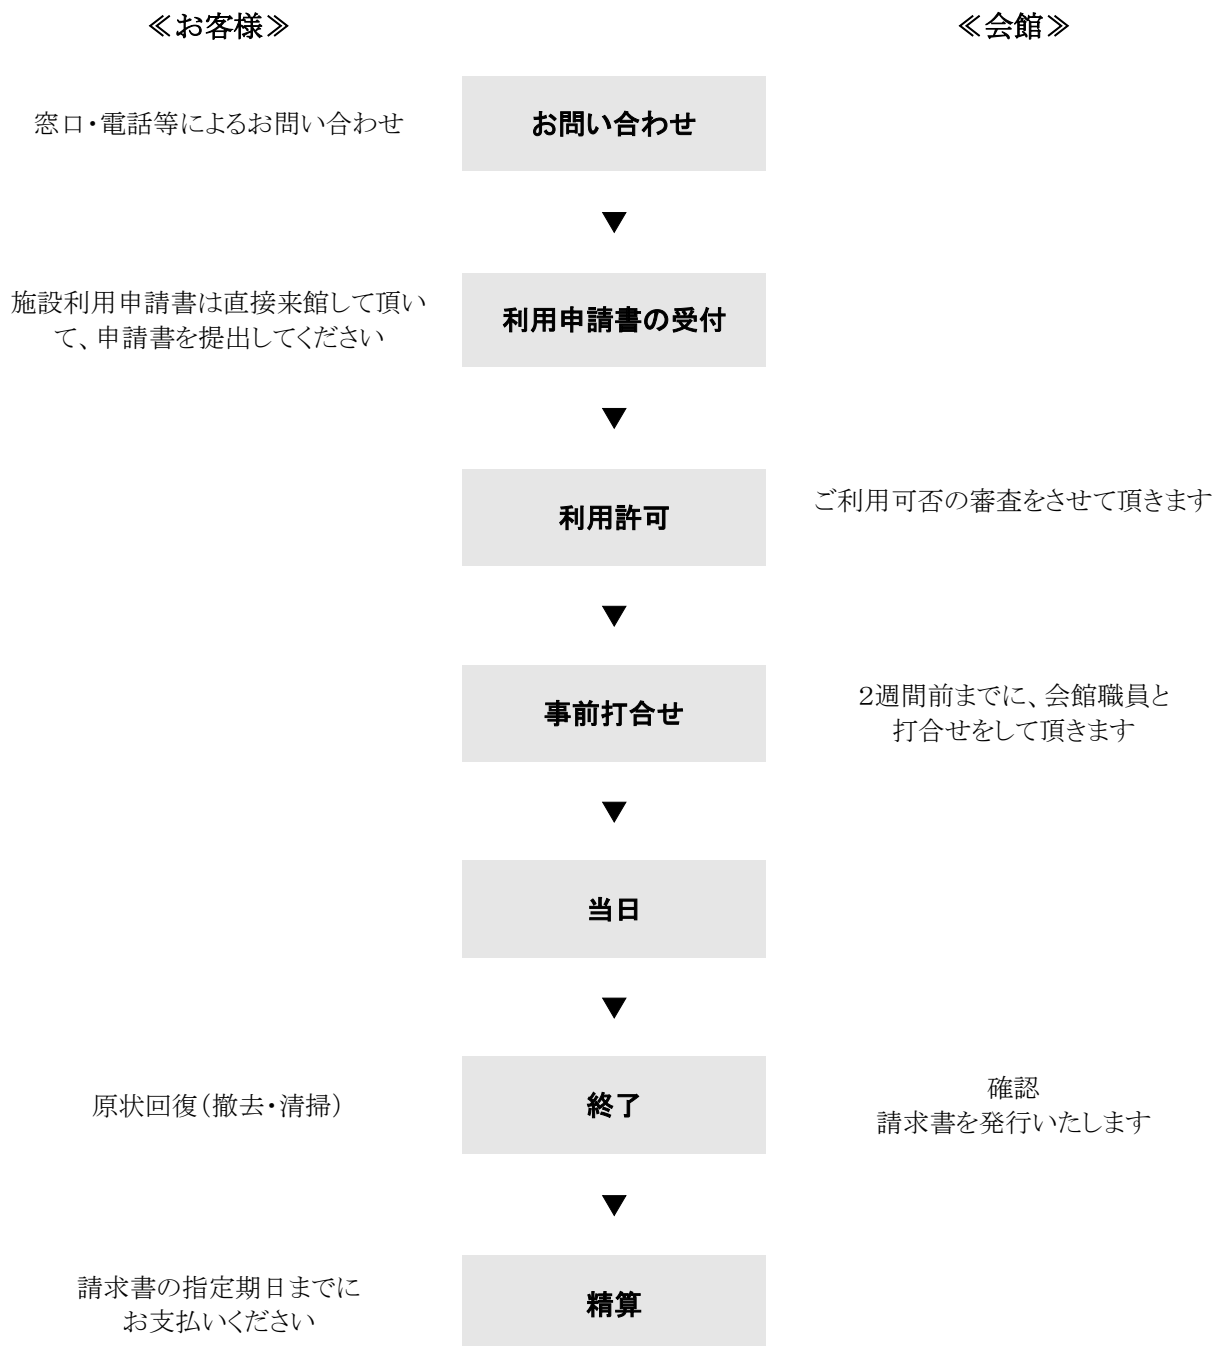 ≪お客様≫
≪会館≫
窓口・電話等によるお問い合わせ
お問い合わせ
▼
施設利用申請書は直接来館して頂い
て、申請書を提出してください
利用申請書の受付
▼
利用許可
ご利用可否の審査をさせて頂きます
▼
事前打合せ
2週間前までに、会館職員と
打合せをして頂きます
▼
当日
▼
原状回復（撤去・清掃）
終了
確認
請求書を発行いたします
▼
請求書の指定期日までに
お支払いください
精算